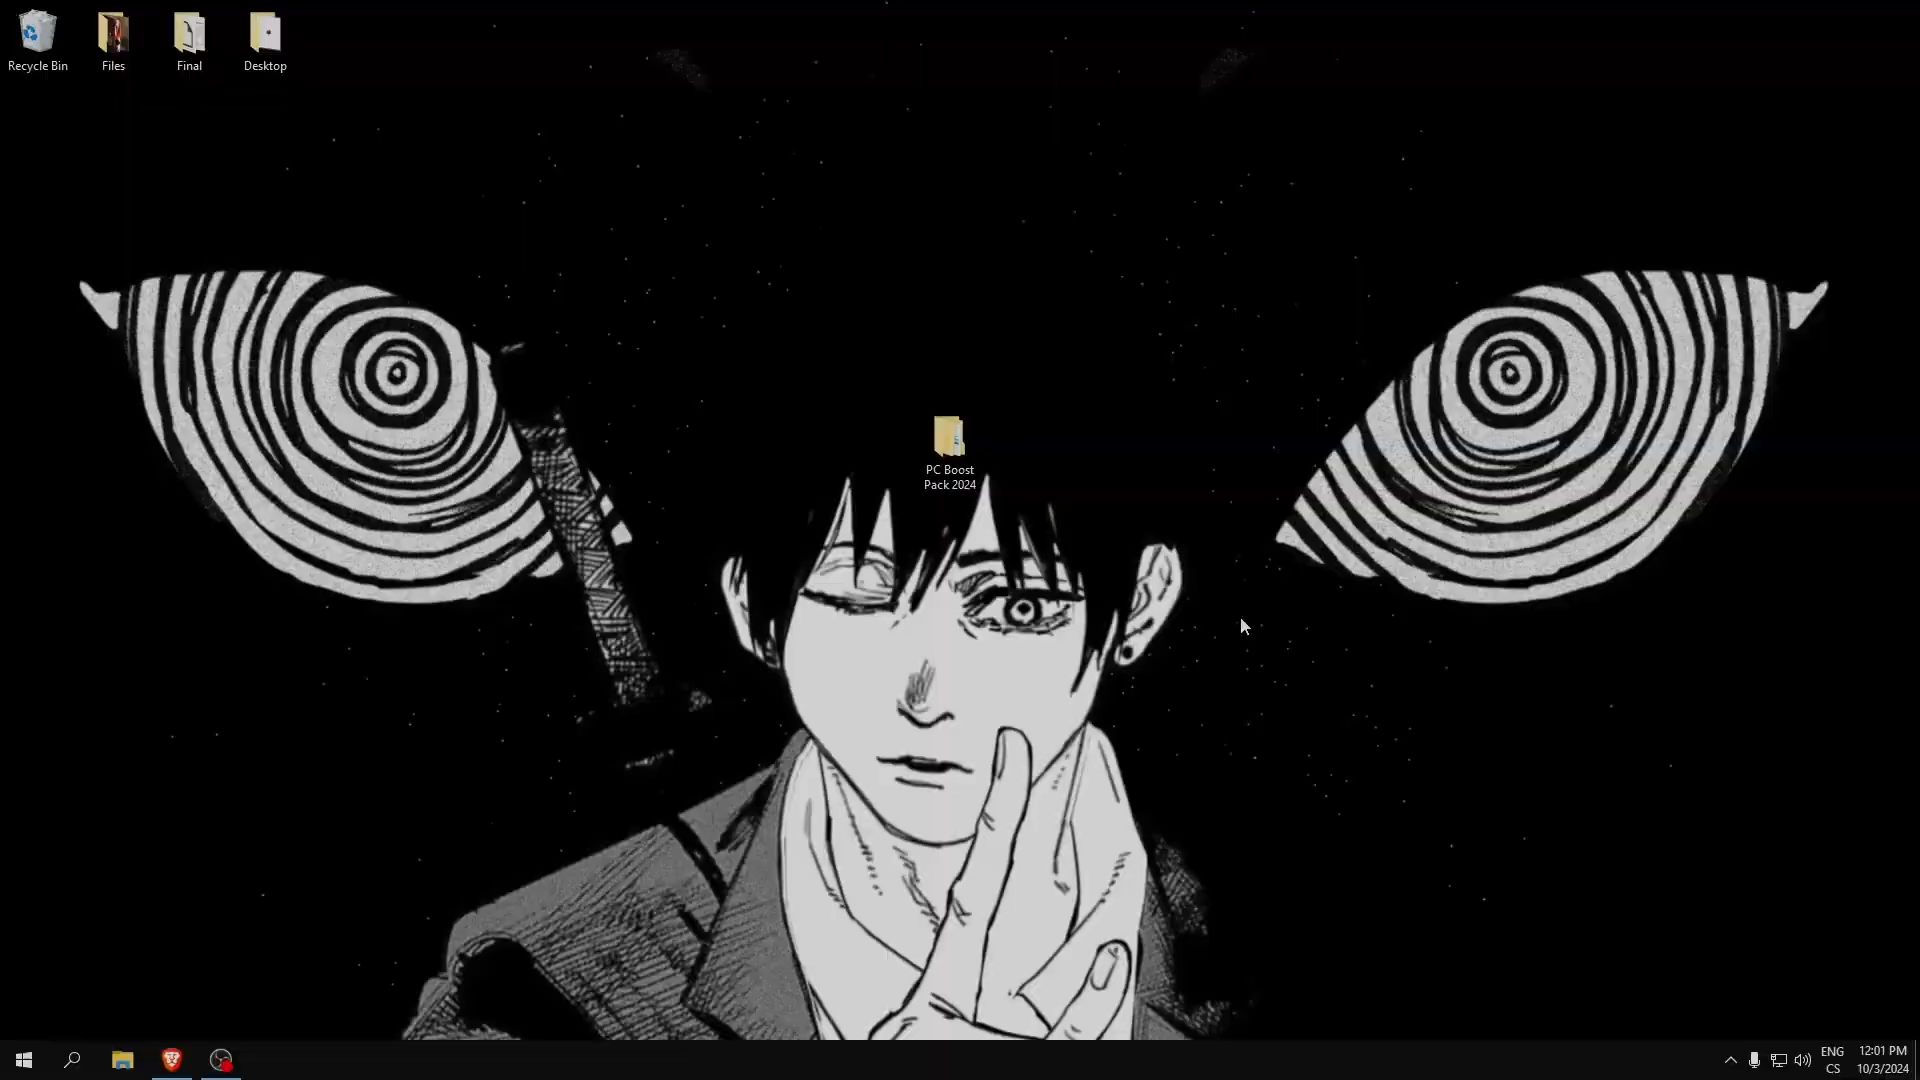 Recycle Bin
Files
Final
Desktop
PC Boost
Pack 2024
ENG
CS
12:01 PM
10/3/2024